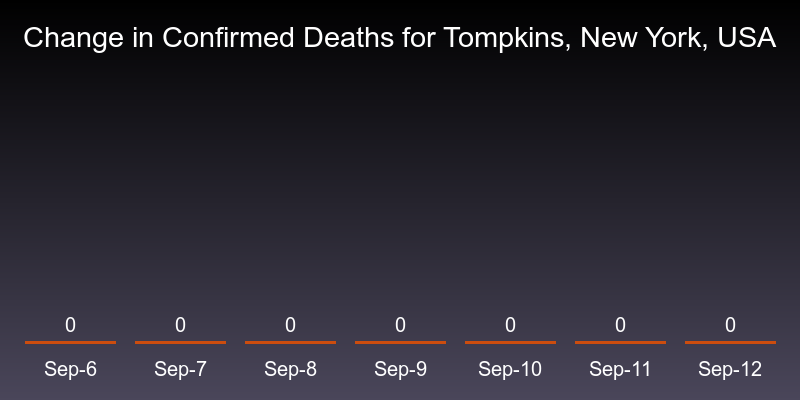 Change in Confirmed Deaths for Tompkins, New York, USA
0 0 0 0 0 0 0
Sep-6 Sep-7 Sep-8 Sep-9 Sep-10 Sep-11 Sep-12